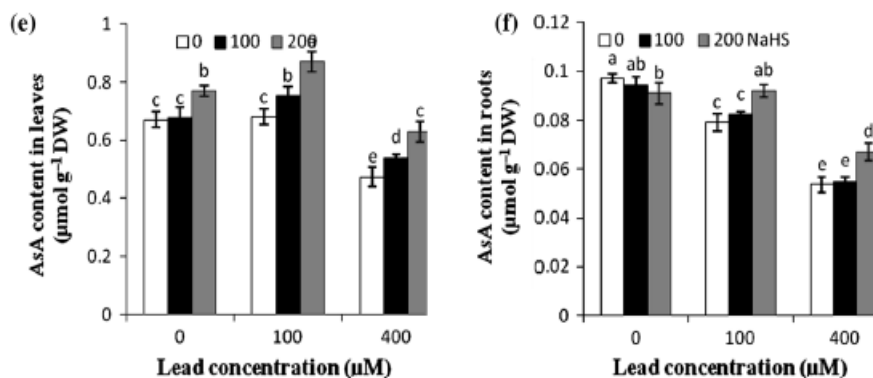 (e)
1
0 100 200
a
0.8
b
b
c c
c
c
0.6
d
e
0.4
0.2
0
0 100 400
Lead concentration (µM)
AsA content in leaves
(µmol g⁻¹ DW)
(f)
0.12
0 100 200 NaHS
a ab b
ab
0.1
c c
0.08
d
0.06
e e
0.04
0.02
0
0 100 400
Lead concentration (µM)
AsA content in roots
(µmol g⁻¹ DW)